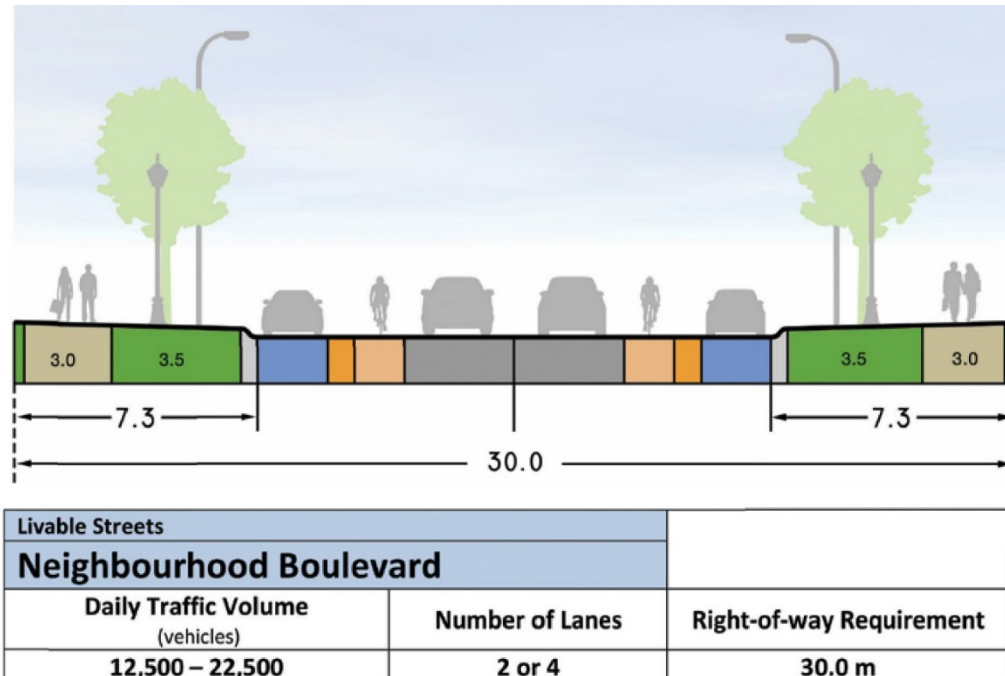 3.0 3.5 3.5 3.0
7.3 7.3
30.0
Livable Streets
Neighbourhood Boulevard
Daily Traffic Volume Number of Lanes Right-of-way Requirement
(vehicles)
12,500 – 22,500 2 or 4 30.0 m